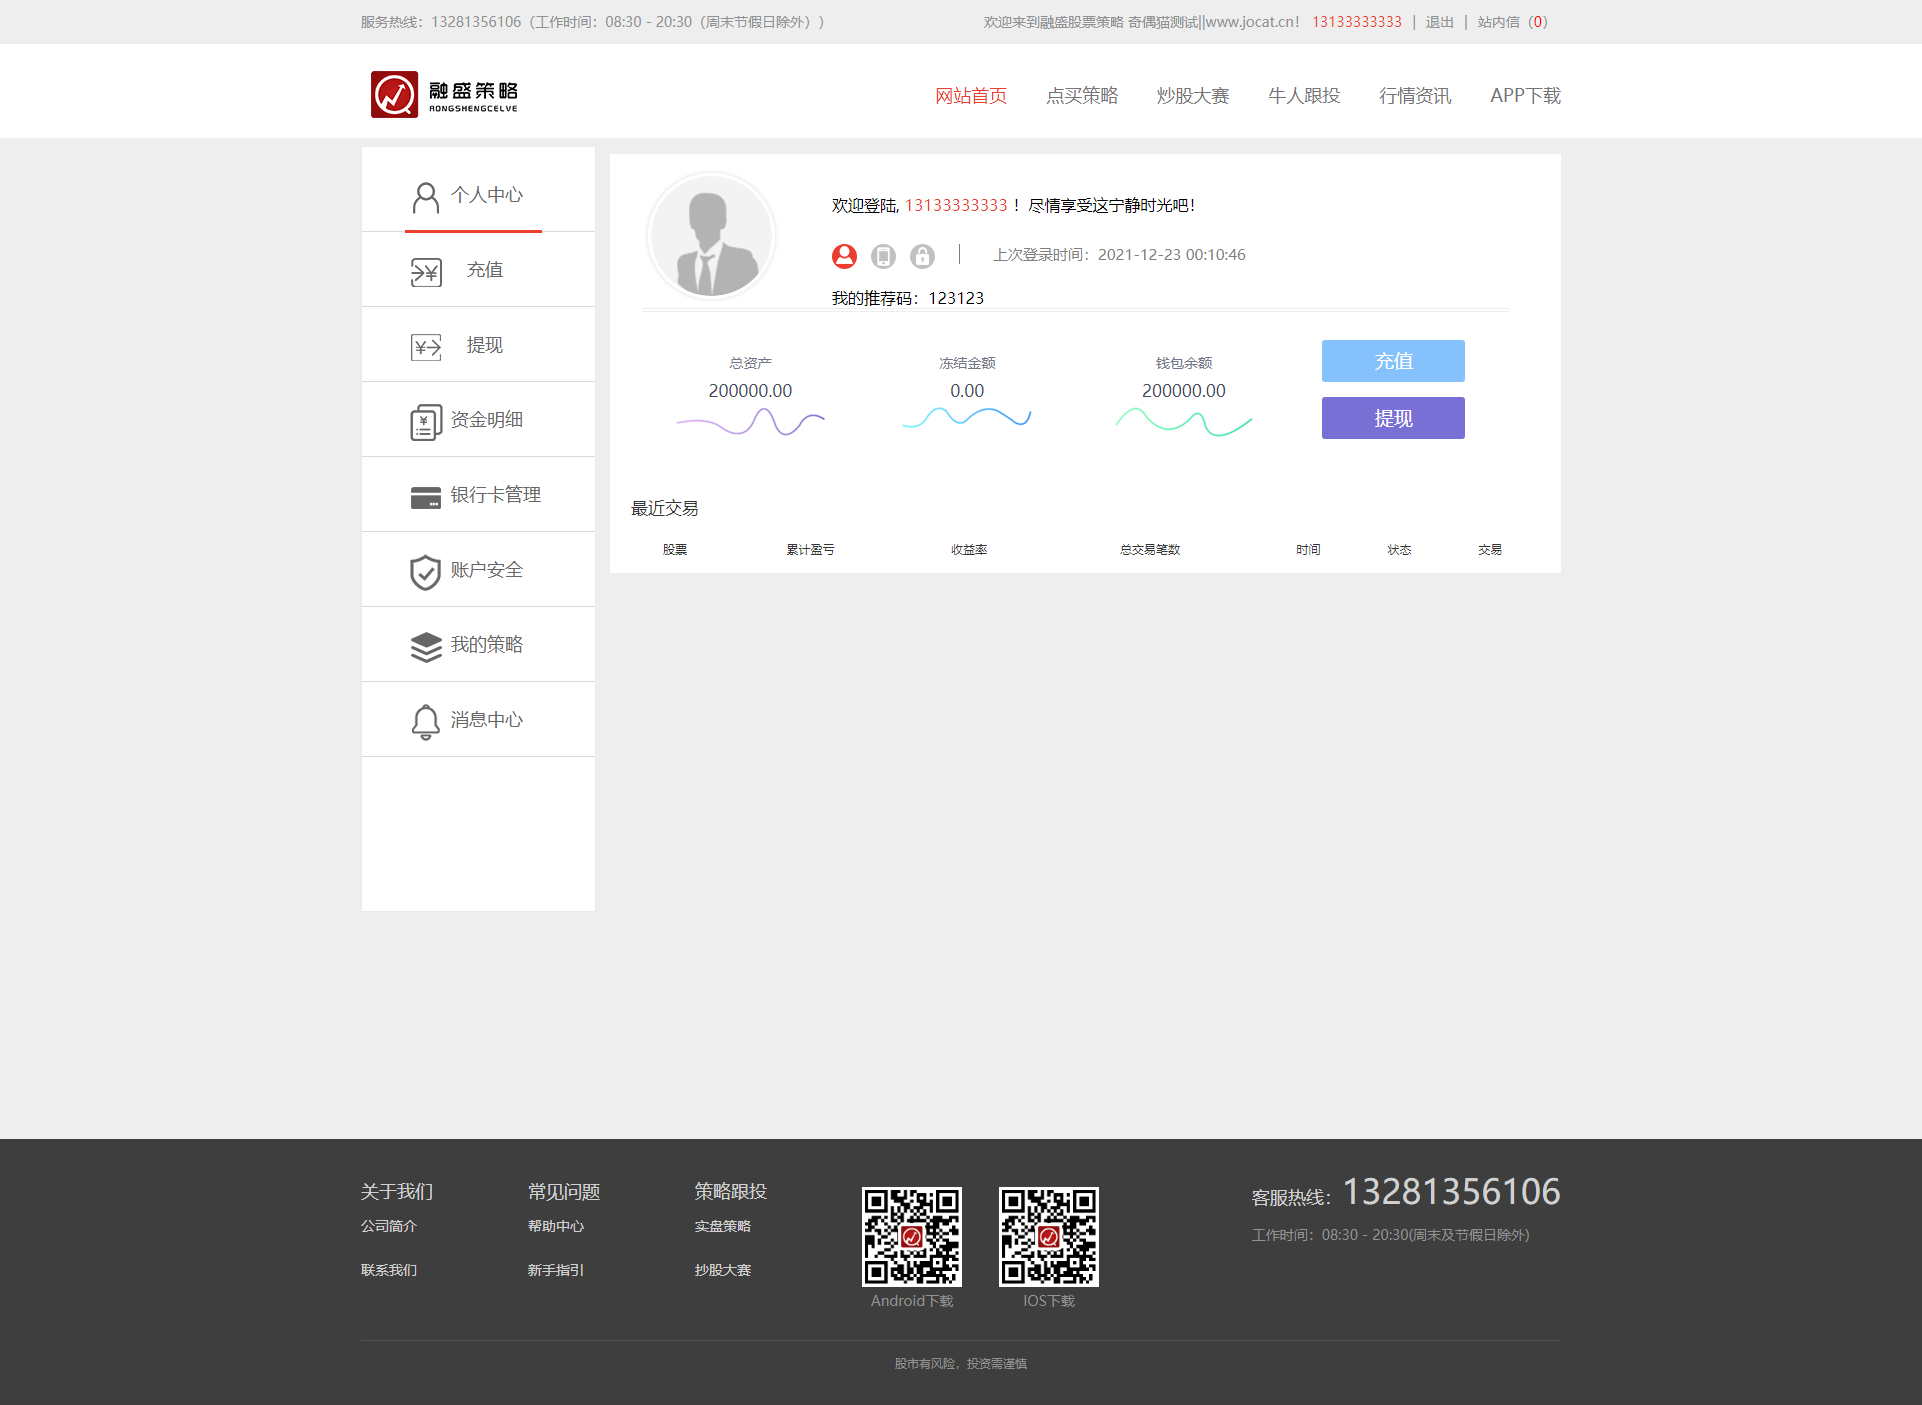 服务热线：13281356106（工作时间：08:30 - 20:30（周末节假日除外））
欢迎来到融盛股票策略 奇偶猫测试||www.jocat.cn! 13133333333 | 退出 | 站内信（0）
融盛策略
RONGSHENGCELVE
网站首页 点买策略 炒股大赛 牛人跟投 行情资讯 APP下载
个人中心
充值
提现
资金明细
银行卡管理
账户安全
我的策略
消息中心
欢迎登陆, 13133333333 ！尽情享受这宁静时光吧!
上次登录时间：2021-12-23 00:10:46
我的推荐码：123123
总资产 冻结金额 钱包余额
200000.00 0.00 200000.00
充值
提现
最近交易
股票 累计盈亏 收益率 总交易笔数 时间 状态 交易
关于我们 常见问题 策略跟投
公司简介 帮助中心 实盘策略
联系我们 新手指引 抄股大赛
Android下载 IOS下载
客服热线：13281356106
工作时间：08:30 - 20:30(周末及节假日除外)
股市有风险，投资需谨慎